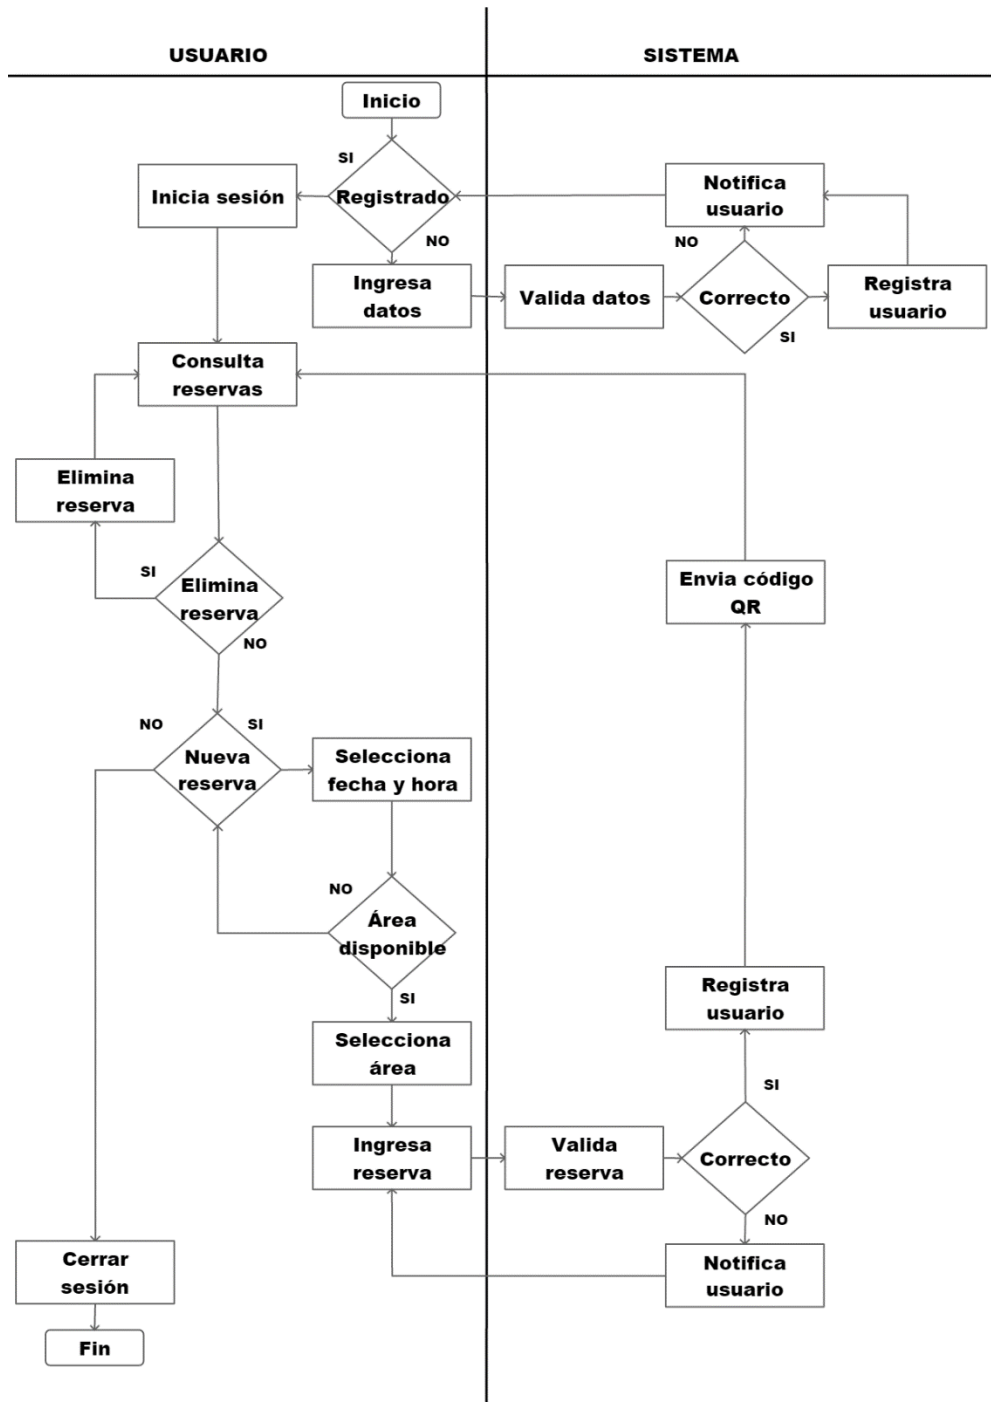 USUARIO
SISTEMA
Inicio
SI
Registrado
NO
Inicia sesión
Ingresa
datos
Valida datos
Correcto
NO
SI
Notifica
usuario
Registra
usuario
Consulta
reservas
Elimina
reserva
SI
Elimina
reserva
NO
Envia código
QR
NO
SI
Nueva
reserva
Selecciona
fecha y hora
NO
Área
disponible
SI
Selecciona
área
Registra
usuario
SI
Ingresa
reserva
Valida
reserva
Correcto
NO
Notifica
usuario
Cerrar
sesión
Fin